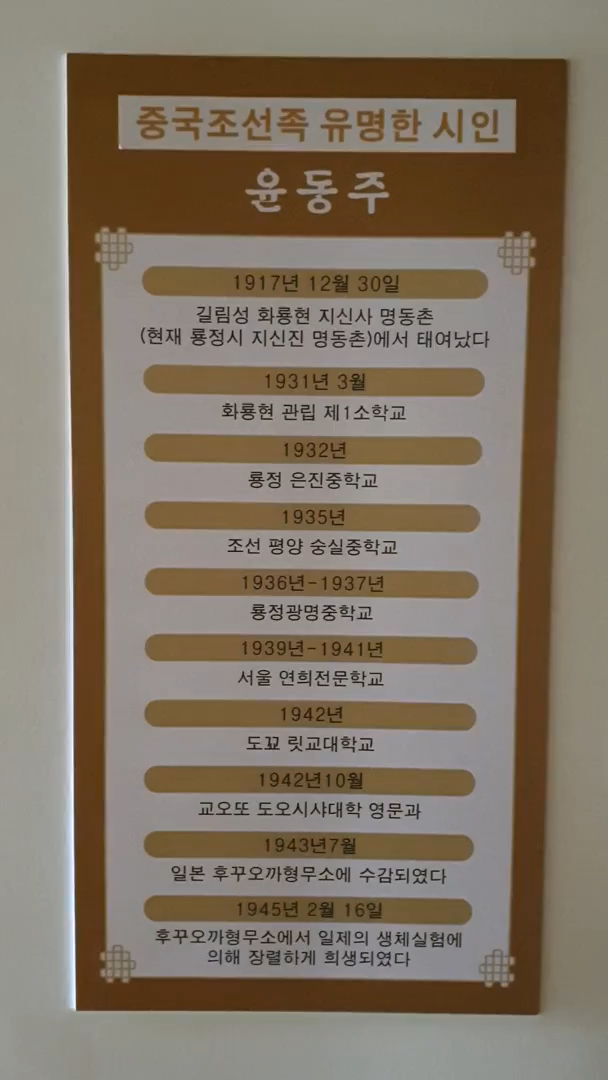 중국조선족 유명한 시인
윤동주
1917년 12월 30일
길림성 화룡현 지신사 명동촌
(현재 룡정시 지신진 명동촌)에서 태여났다
1931년 3월
화룡현 관립 제1소학교
1932년
룡정 은진중학교
1935년
조선 평양 숭실중학교
1936년-1937년
룡정광명중학교
1939년-1941년
서울 연희전문학교
1942년
도꾜 릿교대학교
1942년10월
교오또 도오시샤대학 영문과
1943년7월
일본 후꾸오까형무소에 수감되였다
1945년 2월 16일
후꾸오까형무소에서 일제의 생체실험에
의해 장렬하게 희생되였다